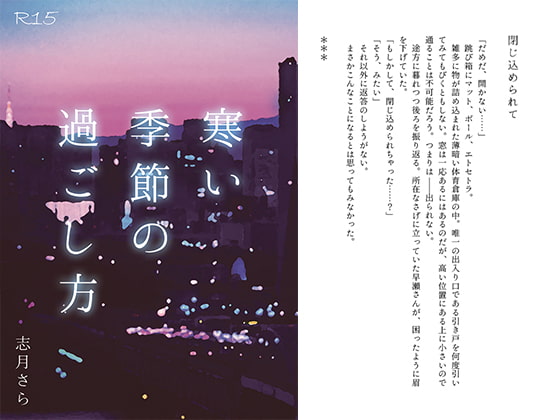 R15
寒い
季節の
過ごし方
志月さら
閉じ込められて
「だめだ、開かない……」
跳び箱にマット、ボール、エトセトラ。
雑多に物が詰め込まれた薄暗い体育倉庫の中。唯一の出入り口である引き戸を何度引い
てみてもびくともしない。窓は一応あるにはあるのだが、高い位置にある上に小さいので
通ることは不可能だろう。つまりは――出られない。
途方に暮れつつ後ろを振り返る。所在なさげに立っていた早瀬さんが、困ったように眉
を下げていた。
「もしかして、閉じ込められちゃった……？」
「そう、みたい」
それ以外に返答のしようがない。
まさかこんなことになるとは思ってもみなかった。
＊＊＊